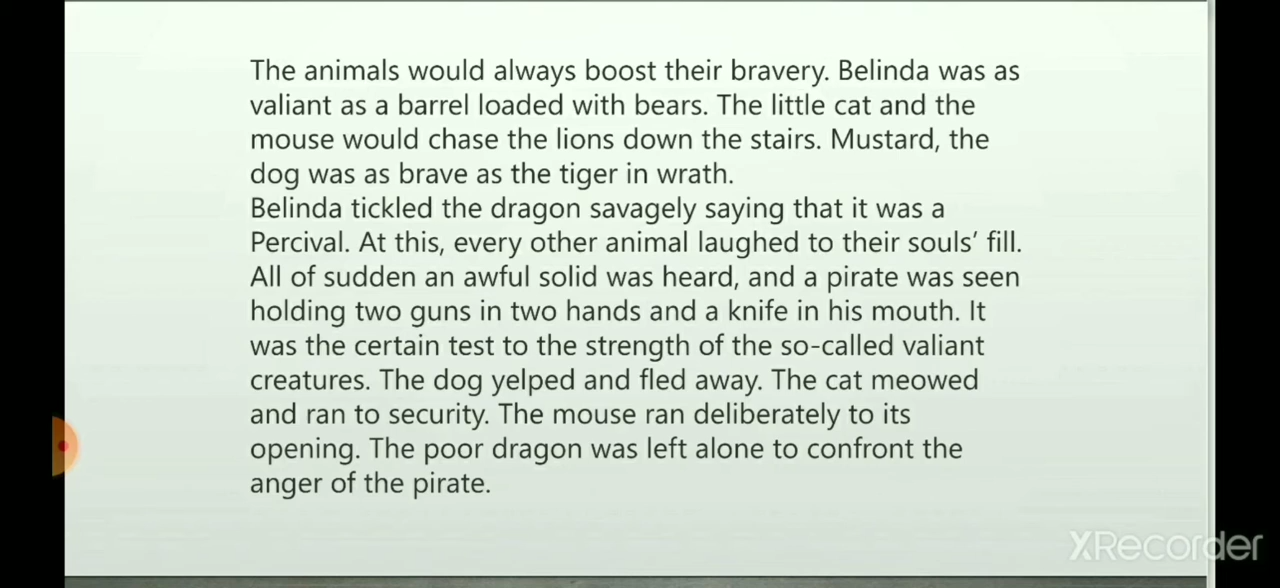 The animals would always boost their bravery. Belinda was as
valiant as a barrel loaded with bears. The little cat and the
mouse would chase the lions down the stairs. Mustard, the
dog was as brave as the tiger in wrath.
Belinda tickled the dragon savagely saying that it was a
Percival. At this, every other animal laughed to their souls’ fill.
All of sudden an awful solid was heard, and a pirate was seen
holding two guns in two hands and a knife in his mouth. It
was the certain test to the strength of the so-called valiant
creatures. The dog yelped and fled away. The cat meowed
and ran to security. The mouse ran deliberately to its
opening. The poor dragon was left alone to confront the
anger of the pirate.
XRecorder